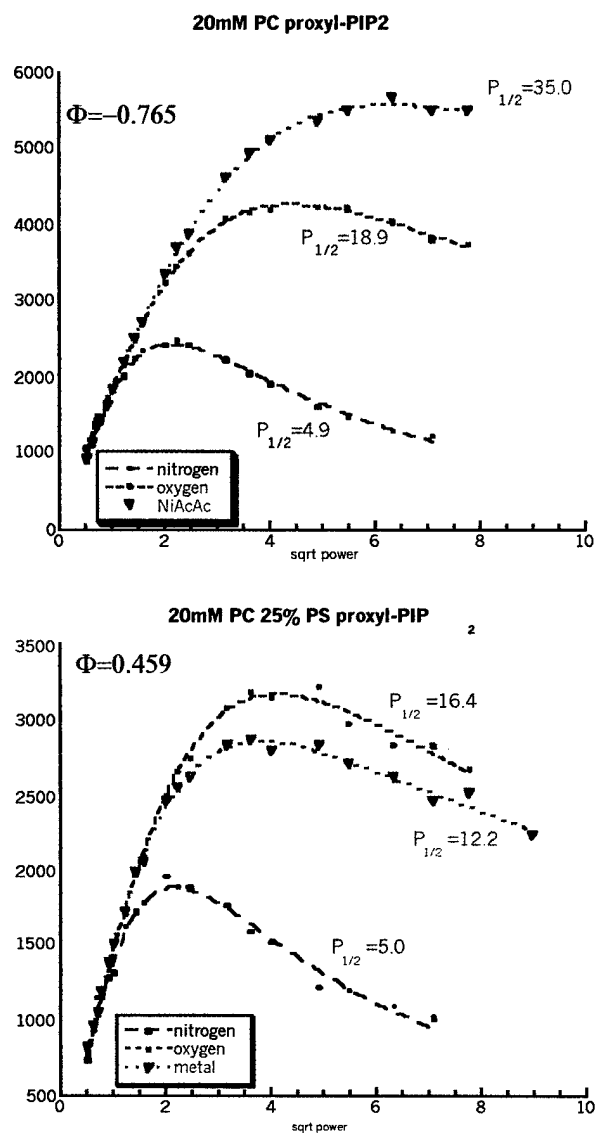 20mM PC proxyl-PIP2
6000
5000
4000
3000
2000
1000
0
Φ=–0.765
P1/2=35.0
P1/2=18.9
P1/2=4.9
nitrogen
oxygen
NiAcAc
0 2 4 6 8 10
sqrt power
20mM PC 25% PS proxyl-PIP2
3500
3000
2500
2000
1500
1000
500
Φ=0.459
P1/2=16.4
P1/2=12.2
P1/2=5.0
nitrogen
oxygen
metal
0 2 4 6 8 10
sqrt power